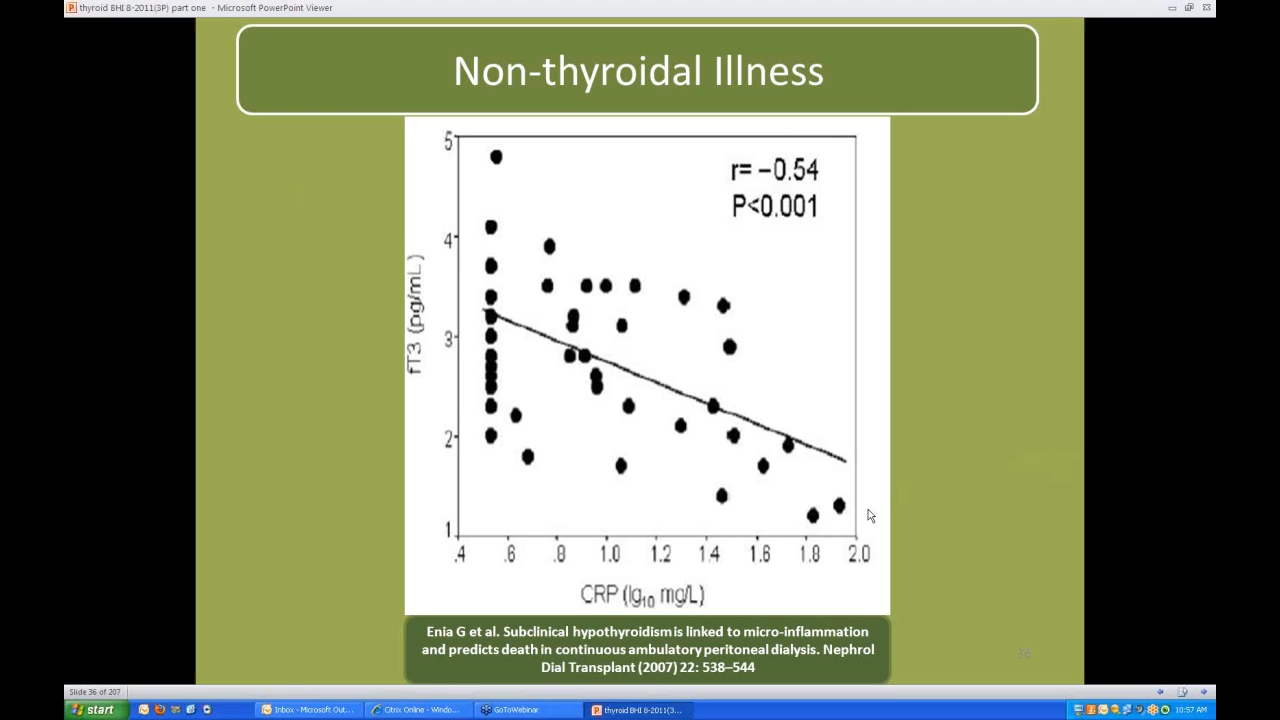 thyroid BHI 8-2011(3P) part one - Microsoft PowerPoint Viewer
Non-thyroidal Illness
5
r= −0.54
P<0.001
4
fT3 (pg/mL)
3
2
1
.4 .6 .8 1.0 1.2 1.4 1.6 1.8 2.0
CRP (lg10 mg/L)
Enia G et al. Subclinical hypothyroidism is linked to micro-inflammation
and predicts death in continuous ambulatory peritoneal dialysis. Nephrol
Dial Transplant (2007) 22: 538–544
36
Slide 36 of 207
start Inbox - Microsoft Out... Citrix Online - Windo... GoToWebinar thyroid BHI 8-2011(3... 10:57 AM